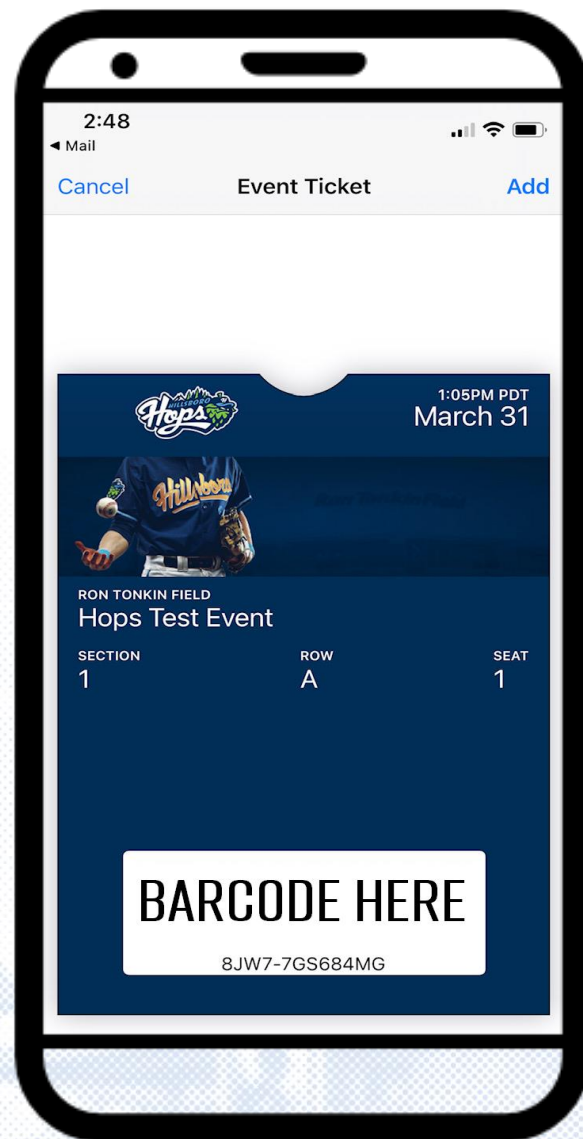 2:48
◀ Mail
Cancel Event Ticket Add
HILLSBORO
Hops
1:05PM PDT
March 31
Hillsboro
RON TONKIN FIELD
Hops Test Event
SECTION ROW SEAT
1 A 1
BARCODE HERE
8JW7-7GS684MG